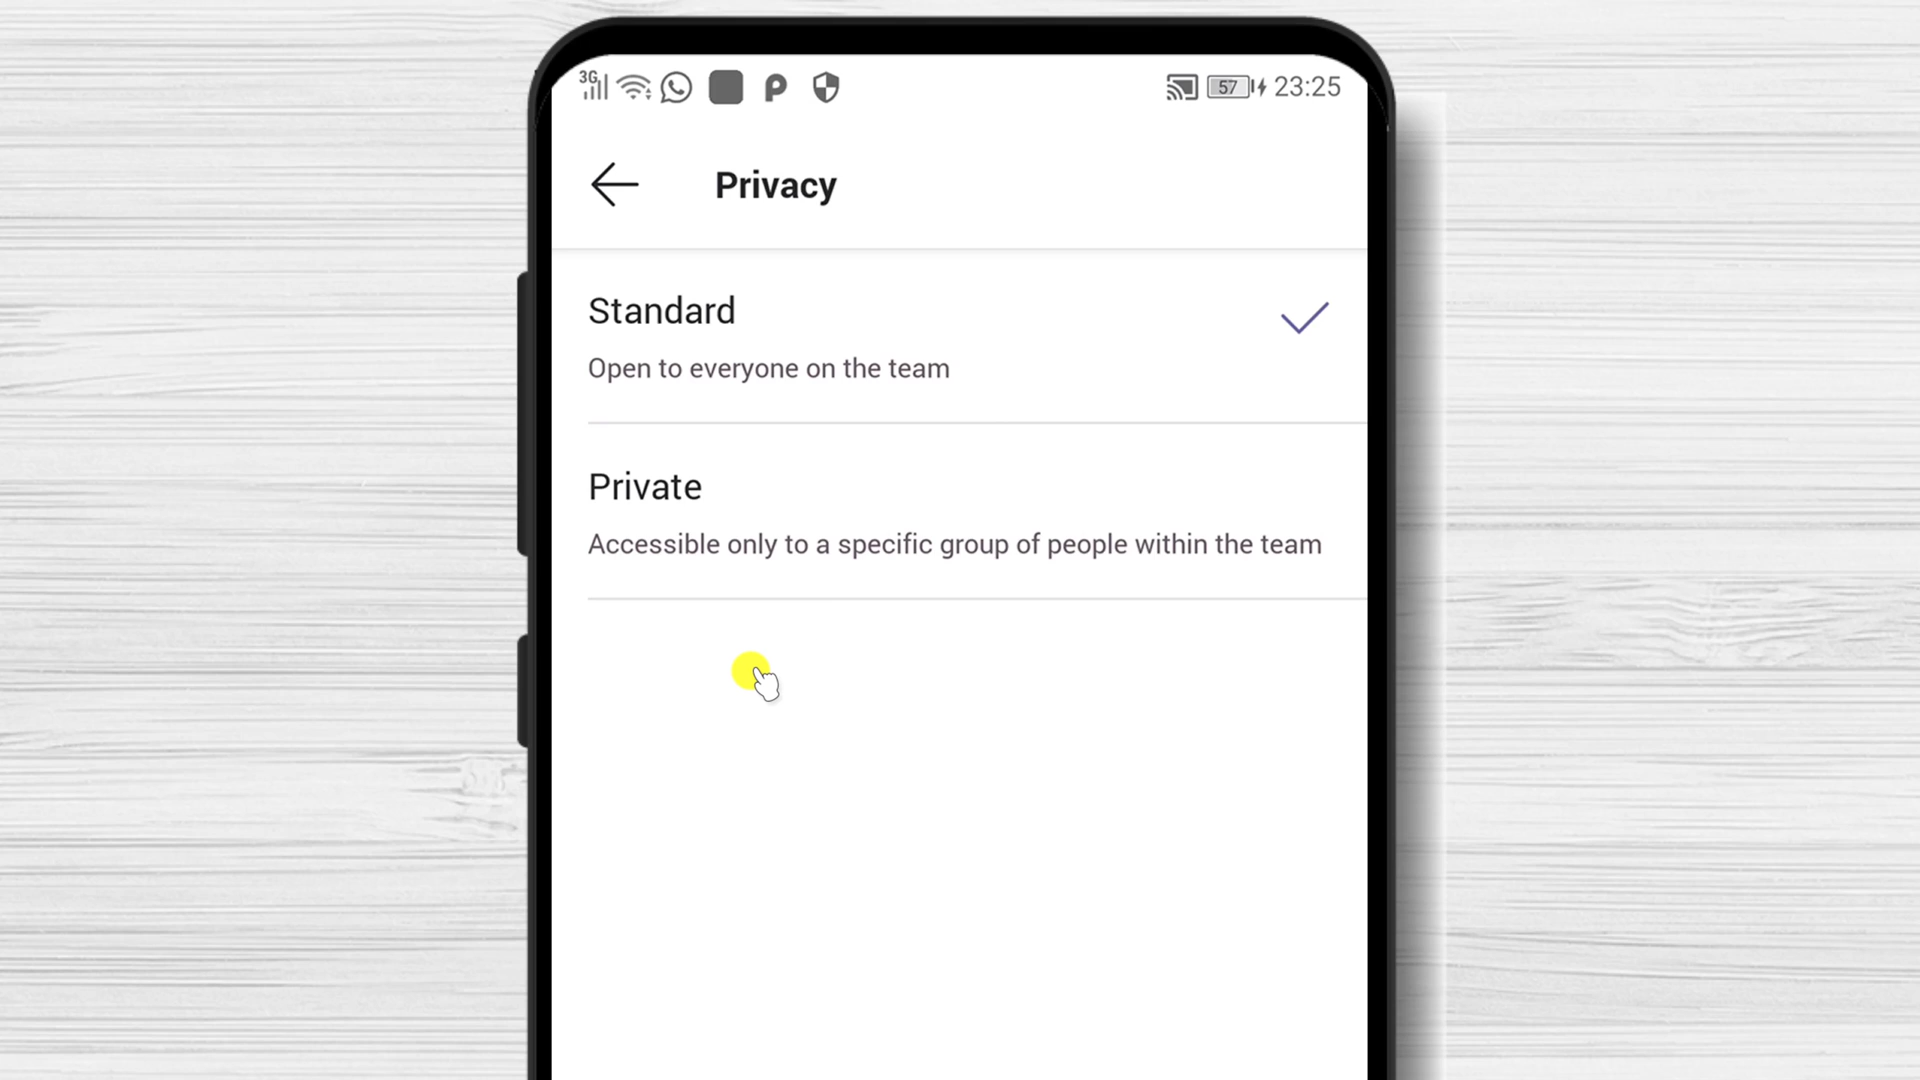 3G 57 23:25
Privacy
Standard
Open to everyone on the team
Private
Accessible only to a specific group of people within the team